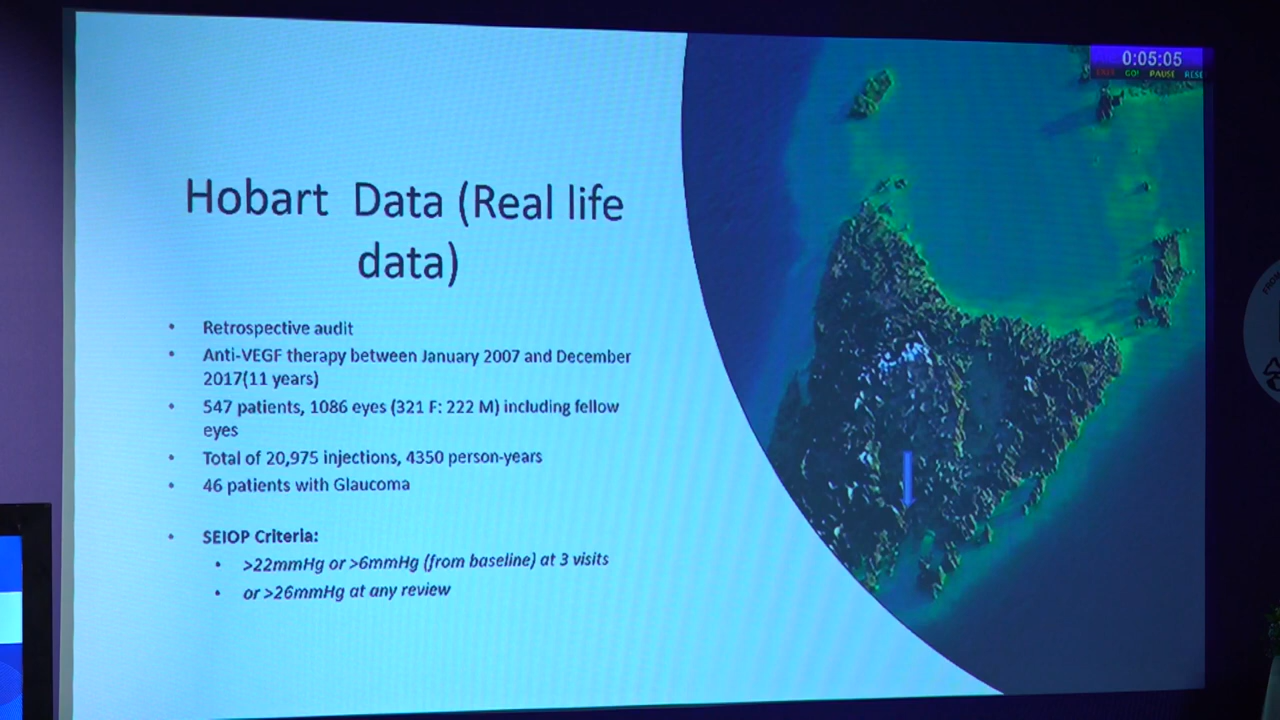 0:05:05
GO! PAUSE RESE
Hobart Data (Real life
data)
• Retrospective audit
• Anti-VEGF therapy between January 2007 and December
2017(11 years)
• 547 patients, 1086 eyes (321 F: 222 M) including fellow
eyes
• Total of 20,975 injections, 4350 person-years
• 46 patients with Glaucoma
• SEIOP Criteria:
• >22mmHg or >6mmHg (from baseline) at 3 visits
• or >26mmHg at any review